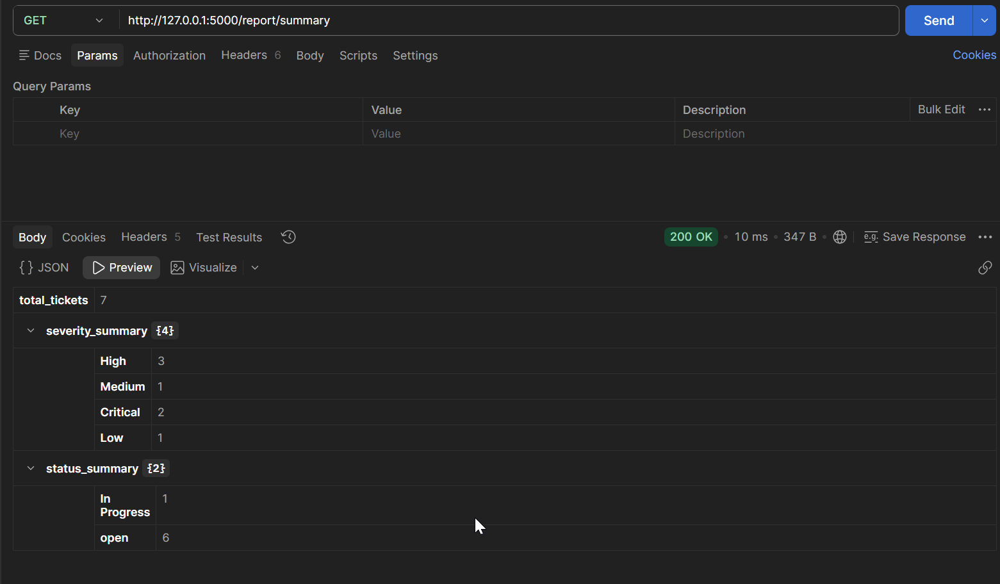 GET http://127.0.0.1:5000/report/summary Send
Docs Params Authorization Headers 6 Body Scripts Settings Cookies
Query Params
Key Value Description Bulk Edit
Key Value Description
Body Cookies Headers 5 Test Results 200 OK 10 ms 347 B e.g. Save Response
{} JSON Preview Visualize
total_tickets 7
severity_summary {4}
High 3
Medium 1
Critical 2
Low 1
status_summary {2}
In 1
Progress
open 6